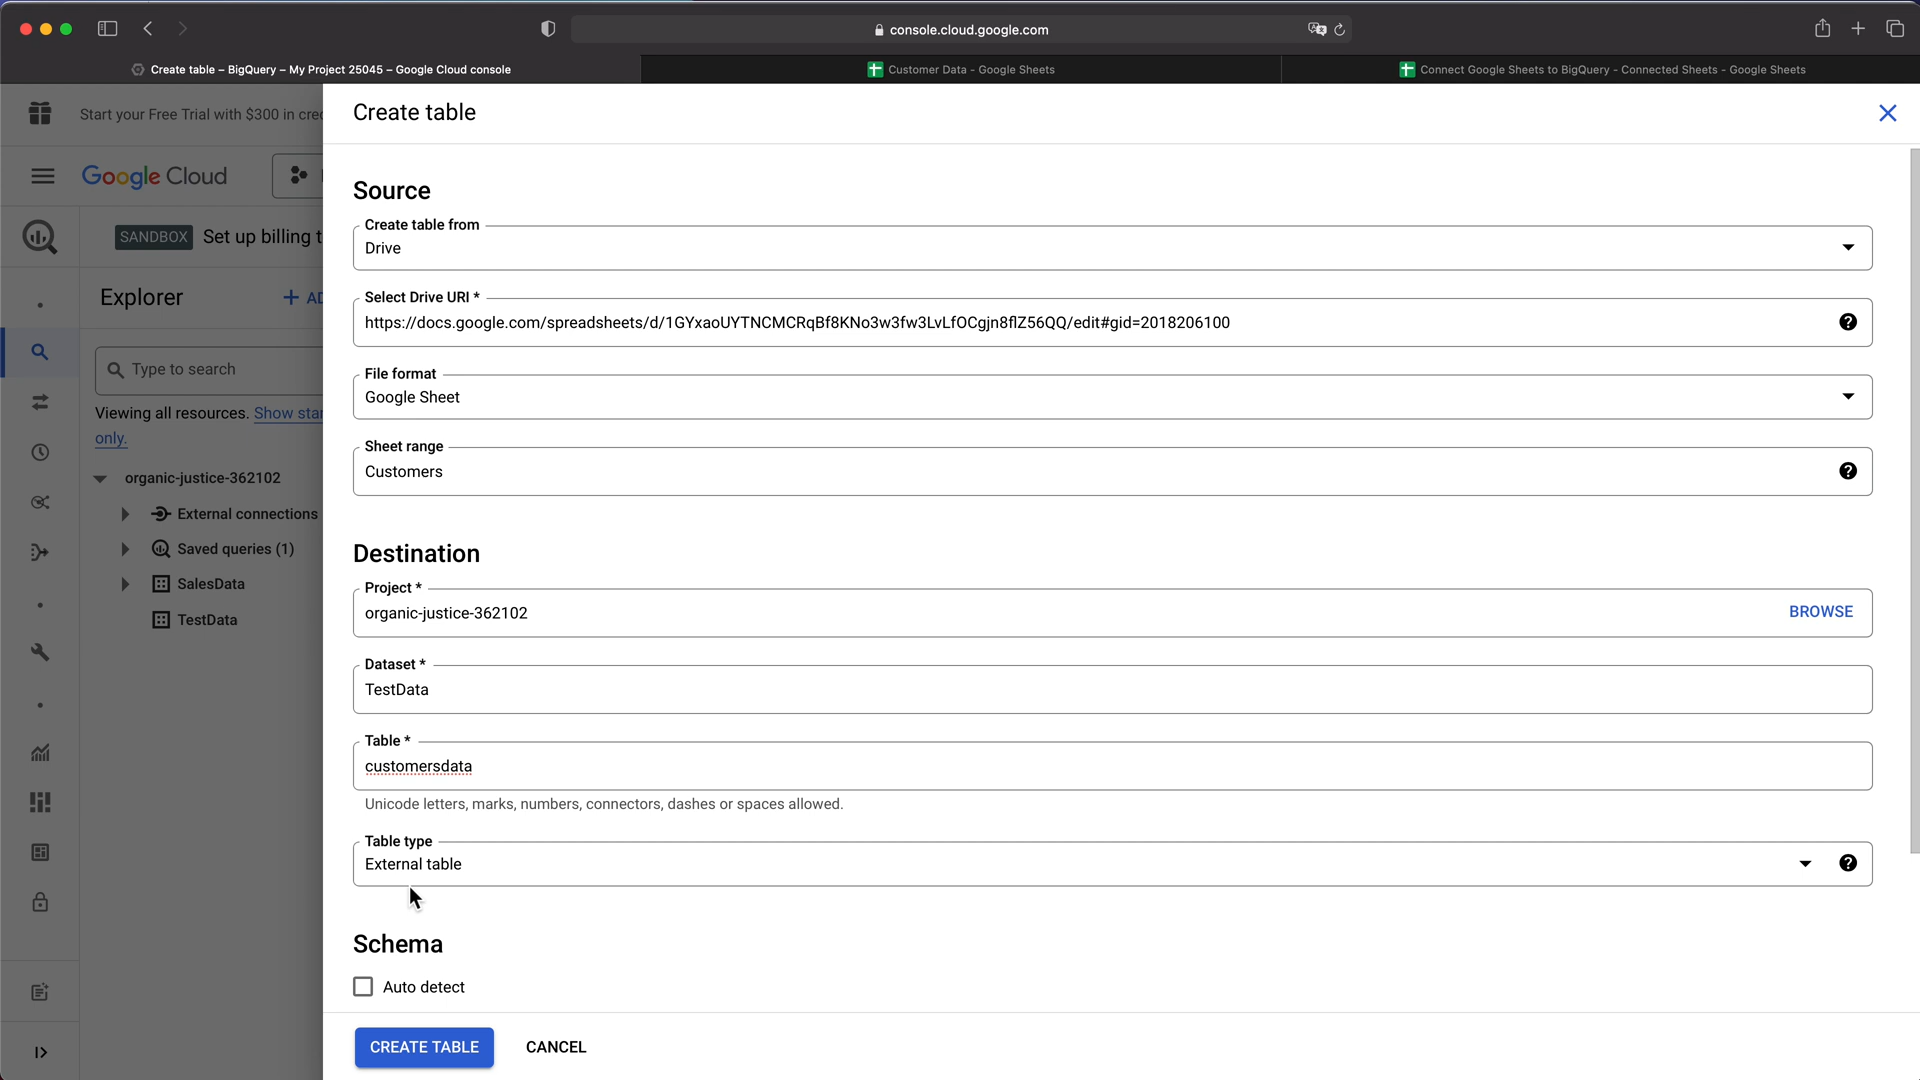 console.cloud.google.com
Create table – BigQuery – My Project 25045 – Google Cloud console
Customer Data - Google Sheets
Connect Google Sheets to BigQuery - Connected Sheets - Google Sheets
Start your Free Trial with $300 in cre
Create table
Google Cloud
SANDBOX Set up billing t
Explorer
+ AD
Type to search
Viewing all resources. Show star
only.
organic-justice-362102
External connections
Saved queries (1)
SalesData
TestData
Source
Create table from
Drive
Select Drive URI *
https://docs.google.com/spreadsheets/d/1GYxaoUYTNCMCRqBf8KNo3w3fw3LvLfOCgjn8flZ56QQ/edit#gid=2018206100
File format
Google Sheet
Sheet range
Customers
Destination
Project *
organic-justice-362102
BROWSE
Dataset *
TestData
Table *
customersdata
Unicode letters, marks, numbers, connectors, dashes or spaces allowed.
Table type
External table
Schema
Auto detect
CREATE TABLE
CANCEL